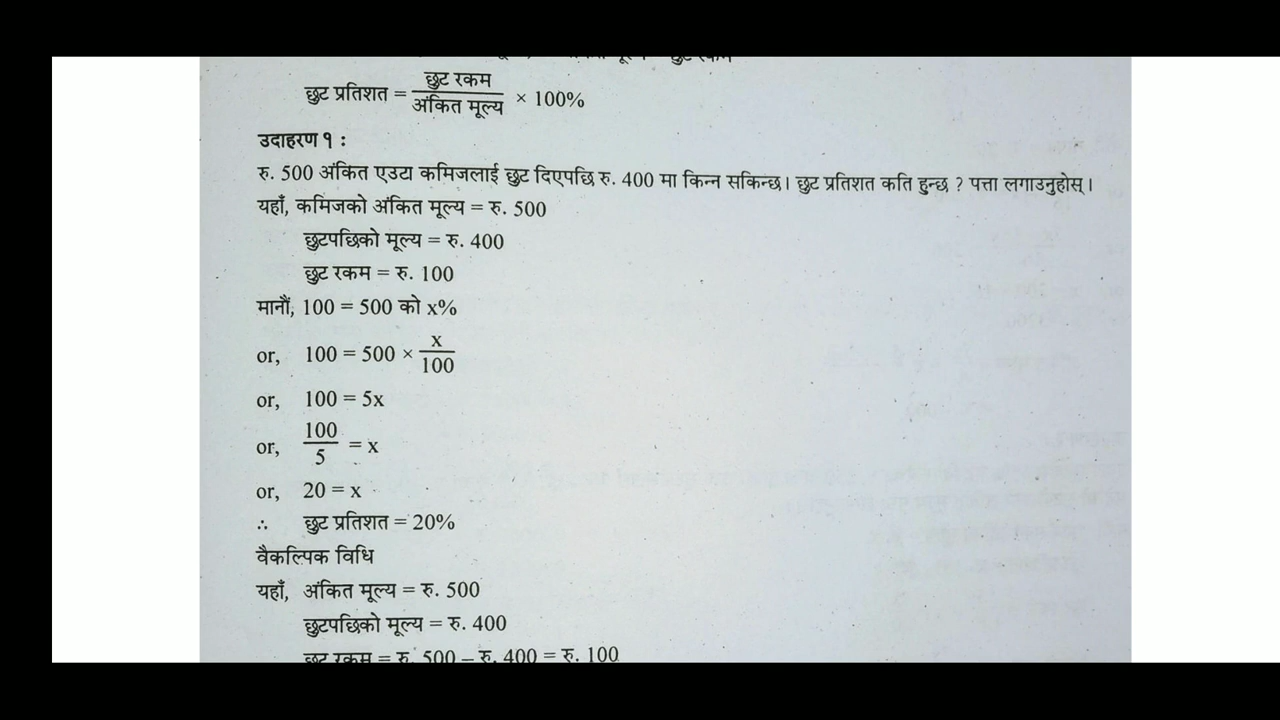 छुट रकम
छुट प्रतिशत = छुट रकम / अंकित मूल्य × 100%
उदाहरण १ :
रु. 500 अंकित एउटा कमिजलाई छुट दिएपछि रु. 400 मा किन्न सकिन्छ। छुट प्रतिशत कति हुन्छ ? पत्ता लगाउनुहोस्।
यहाँ, कमिजको अंकित मूल्य = रु. 500
छुटपछिको मूल्य = रु. 400
छुट रकम = रु. 100
मानौं, 100 = 500 को x%
or, 100 = 500 × x/100
or, 100 = 5x
or, 100/5 = x
or, 20 = x
∴ छुट प्रतिशत = 20%
वैकल्पिक विधि
यहाँ, अंकित मूल्य = रु. 500
छुटपछिको मूल्य = रु. 400
छुट रकम = रु. 500 – रु. 400 = रु. 100